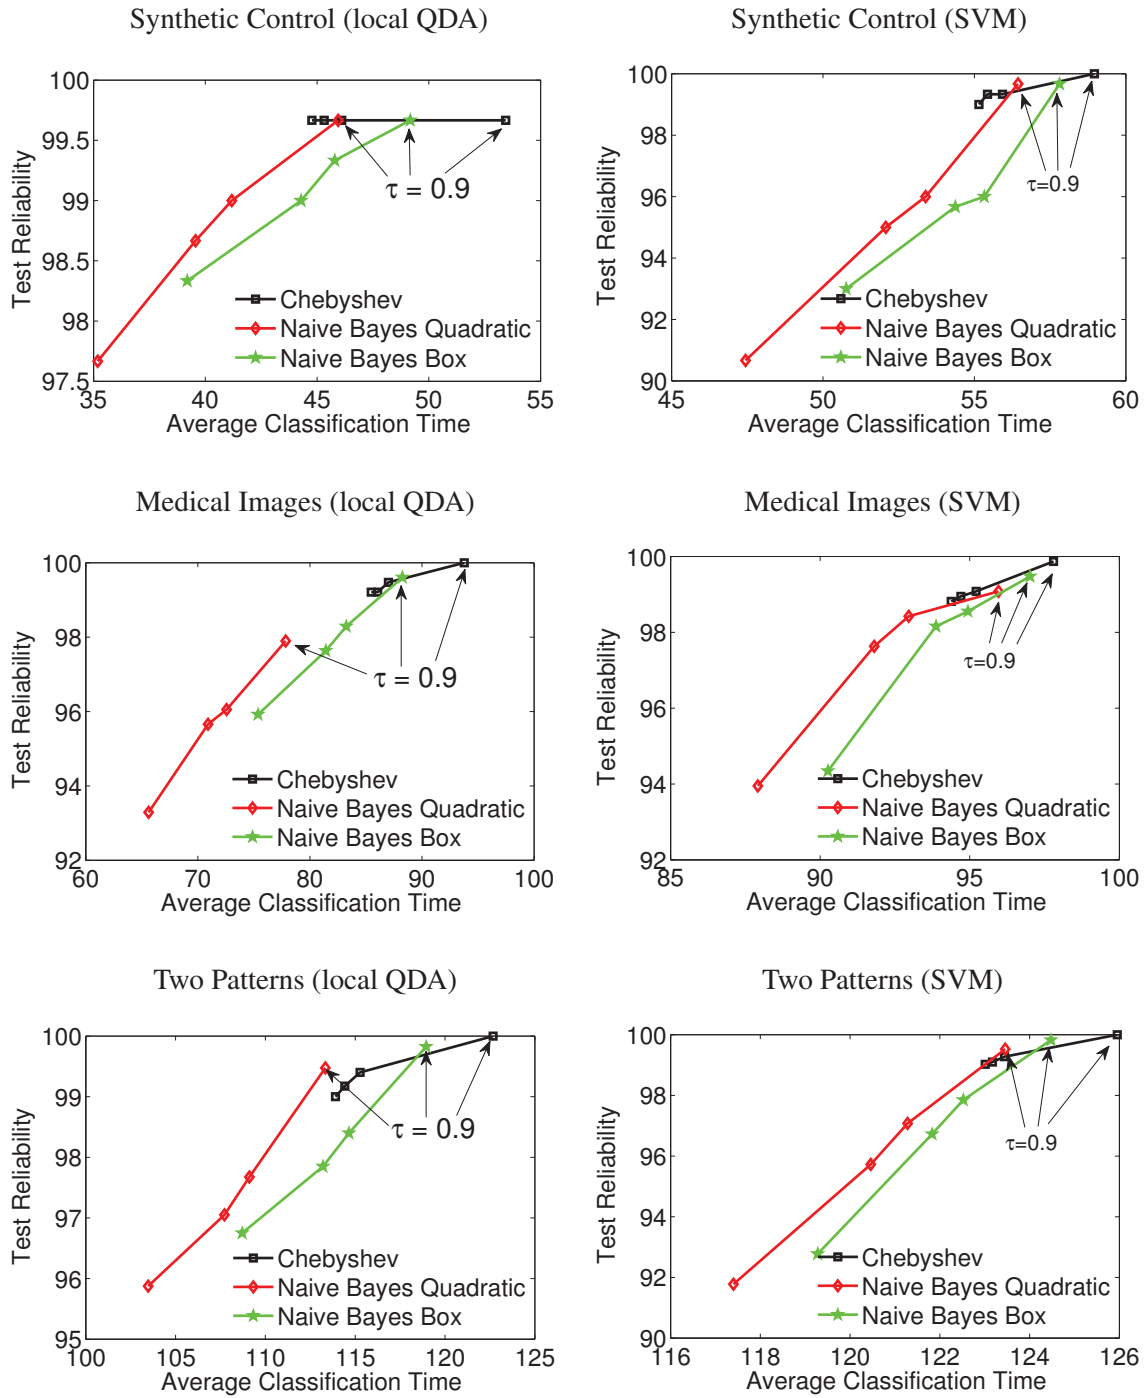 Synthetic Control (local QDA)
100
99.5
99
98.5
98
97.5
35
40
45
50
55
Test Reliability
Average Classification Time
τ = 0.9
Chebyshev
Naive Bayes Quadratic
Naive Bayes Box
Synthetic Control (SVM)
100
98
96
94
92
90
45
50
55
60
Test Reliability
Average Classification Time
τ=0.9
Chebyshev
Naive Bayes Quadratic
Naive Bayes Box
Medical Images (local QDA)
100
98
96
94
92
60
70
80
90
100
Test Reliability
Average Classification Time
τ = 0.9
Chebyshev
Naive Bayes Quadratic
Naive Bayes Box
Medical Images (SVM)
100
98
96
94
92
85
90
95
100
Test Reliability
Average Classification Time
τ=0.9
Chebyshev
Naive Bayes Quadratic
Naive Bayes Box
Two Patterns (local QDA)
100
99
98
97
96
95
100
105
110
115
120
125
Test Reliability
Average Classification Time
τ = 0.9
Chebyshev
Naive Bayes Quadratic
Naive Bayes Box
Two Patterns (SVM)
100
98
96
94
92
90
116
118
120
122
124
126
Test Reliability
Average Classification Time
τ=0.9
Chebyshev
Naive Bayes Quadratic
Naive Bayes Box